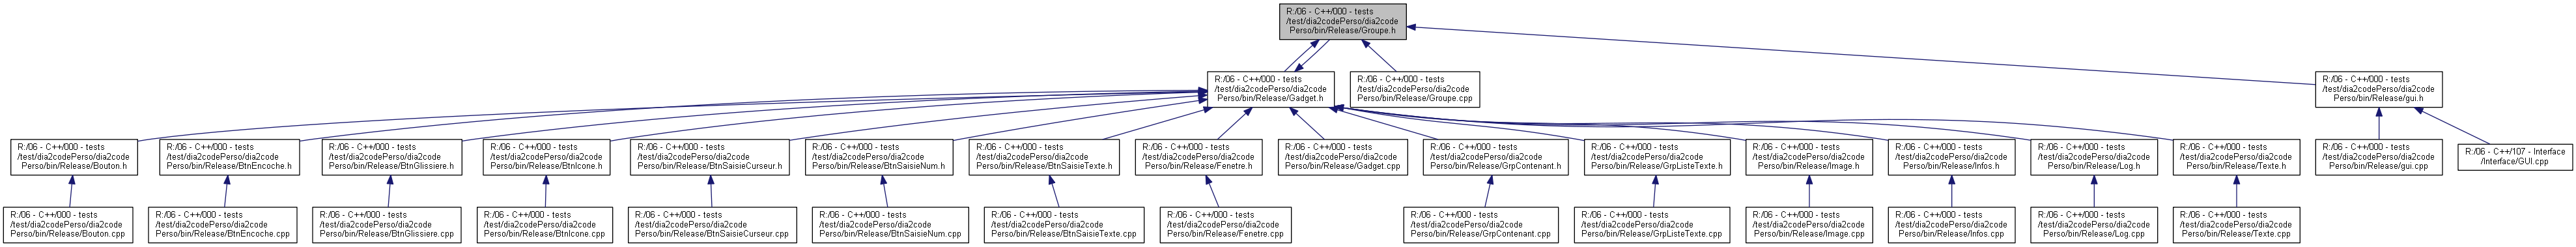 R:/06 - C++/000 - tests
/test/dia2codePerso/dia2code
Perso/bin/Release/Groupe.h
R:/06 - C++/000 - tests
/test/dia2codePerso/dia2code
Perso/bin/Release/Gadget.h
R:/06 - C++/000 - tests
/test/dia2codePerso/dia2code
Perso/bin/Release/Groupe.cpp
R:/06 - C++/000 - tests
/test/dia2codePerso/dia2code
Perso/bin/Release/gui.h
R:/06 - C++/000 - tests
/test/dia2codePerso/dia2code
Perso/bin/Release/Bouton.h
R:/06 - C++/000 - tests
/test/dia2codePerso/dia2code
Perso/bin/Release/BtnEncoche.h
R:/06 - C++/000 - tests
/test/dia2codePerso/dia2code
Perso/bin/Release/BtnGlissiere.h
R:/06 - C++/000 - tests
/test/dia2codePerso/dia2code
Perso/bin/Release/BtnIcone.h
R:/06 - C++/000 - tests
/test/dia2codePerso/dia2code
Perso/bin/Release/BtnSaisieCurseur.h
R:/06 - C++/000 - tests
/test/dia2codePerso/dia2code
Perso/bin/Release/BtnSaisieNum.h
R:/06 - C++/000 - tests
/test/dia2codePerso/dia2code
Perso/bin/Release/BtnSaisieTexte.h
R:/06 - C++/000 - tests
/test/dia2codePerso/dia2code
Perso/bin/Release/Fenetre.h
R:/06 - C++/000 - tests
/test/dia2codePerso/dia2code
Perso/bin/Release/Gadget.cpp
R:/06 - C++/000 - tests
/test/dia2codePerso/dia2code
Perso/bin/Release/GrpContenant.h
R:/06 - C++/000 - tests
/test/dia2codePerso/dia2code
Perso/bin/Release/GrpListeTexte.h
R:/06 - C++/000 - tests
/test/dia2codePerso/dia2code
Perso/bin/Release/Image.h
R:/06 - C++/000 - tests
/test/dia2codePerso/dia2code
Perso/bin/Release/Infos.h
R:/06 - C++/000 - tests
/test/dia2codePerso/dia2code
Perso/bin/Release/Log.h
R:/06 - C++/000 - tests
/test/dia2codePerso/dia2code
Perso/bin/Release/Texte.h
R:/06 - C++/000 - tests
/test/dia2codePerso/dia2code
Perso/bin/Release/gui.cpp
R:/06 - C++/107 - Interface
/Interface/GUI.cpp
R:/06 - C++/000 - tests
/test/dia2codePerso/dia2code
Perso/bin/Release/Bouton.cpp
R:/06 - C++/000 - tests
/test/dia2codePerso/dia2code
Perso/bin/Release/BtnEncoche.cpp
R:/06 - C++/000 - tests
/test/dia2codePerso/dia2code
Perso/bin/Release/BtnGlissiere.cpp
R:/06 - C++/000 - tests
/test/dia2codePerso/dia2code
Perso/bin/Release/BtnIcone.cpp
R:/06 - C++/000 - tests
/test/dia2codePerso/dia2code
Perso/bin/Release/BtnSaisieCurseur.cpp
R:/06 - C++/000 - tests
/test/dia2codePerso/dia2code
Perso/bin/Release/BtnSaisieNum.cpp
R:/06 - C++/000 - tests
/test/dia2codePerso/dia2code
Perso/bin/Release/BtnSaisieTexte.cpp
R:/06 - C++/000 - tests
/test/dia2codePerso/dia2code
Perso/bin/Release/Fenetre.cpp
R:/06 - C++/000 - tests
/test/dia2codePerso/dia2code
Perso/bin/Release/GrpContenant.cpp
R:/06 - C++/000 - tests
/test/dia2codePerso/dia2code
Perso/bin/Release/GrpListeTexte.cpp
R:/06 - C++/000 - tests
/test/dia2codePerso/dia2code
Perso/bin/Release/Image.cpp
R:/06 - C++/000 - tests
/test/dia2codePerso/dia2code
Perso/bin/Release/Infos.cpp
R:/06 - C++/000 - tests
/test/dia2codePerso/dia2code
Perso/bin/Release/Log.cpp
R:/06 - C++/000 - tests
/test/dia2codePerso/dia2code
Perso/bin/Release/Texte.cpp